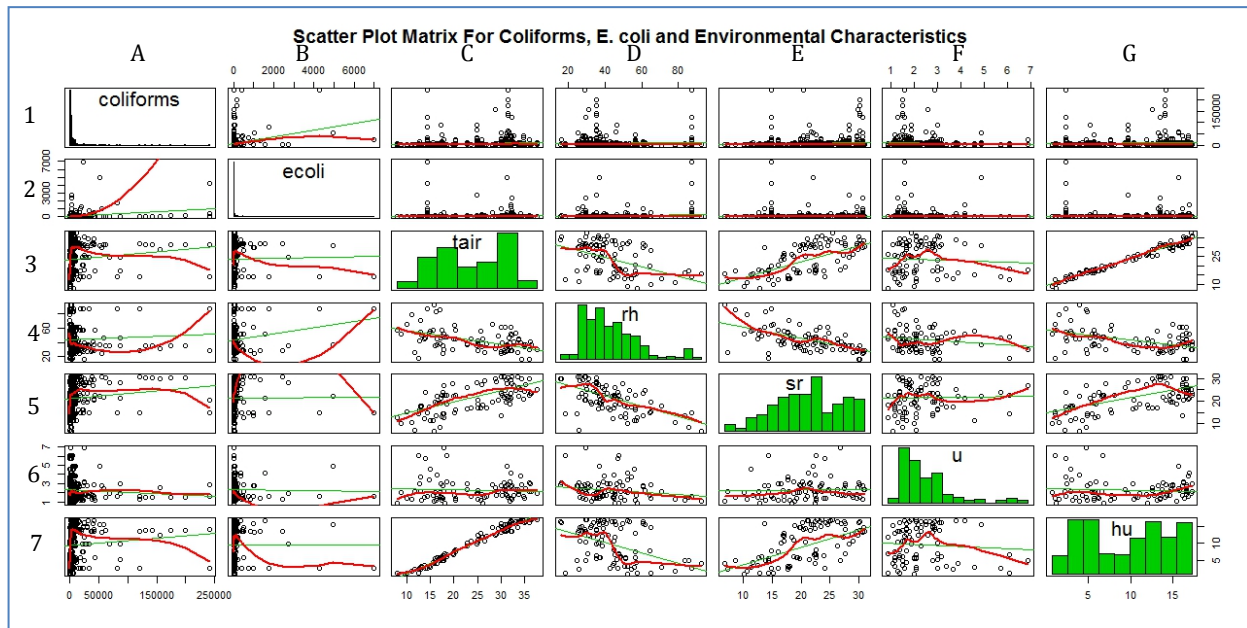 Scatter Plot Matrix For Coliforms, E. coli and Environmental Characteristics
A B C D E F G
0 2000 4000 6000 20 40 60 80 1 2 3 4 5 6 7
1 coliforms 0 15000
2 0 3000 7000 ecoli
3 tair 10 25
4 20 60 rh
5 sr 10 20 30
6 1 3 5 7 u
7 hu 5 10
0 50000 150000 250000 10 15 20 25 30 35 10 15 20 25 30 5 10 15